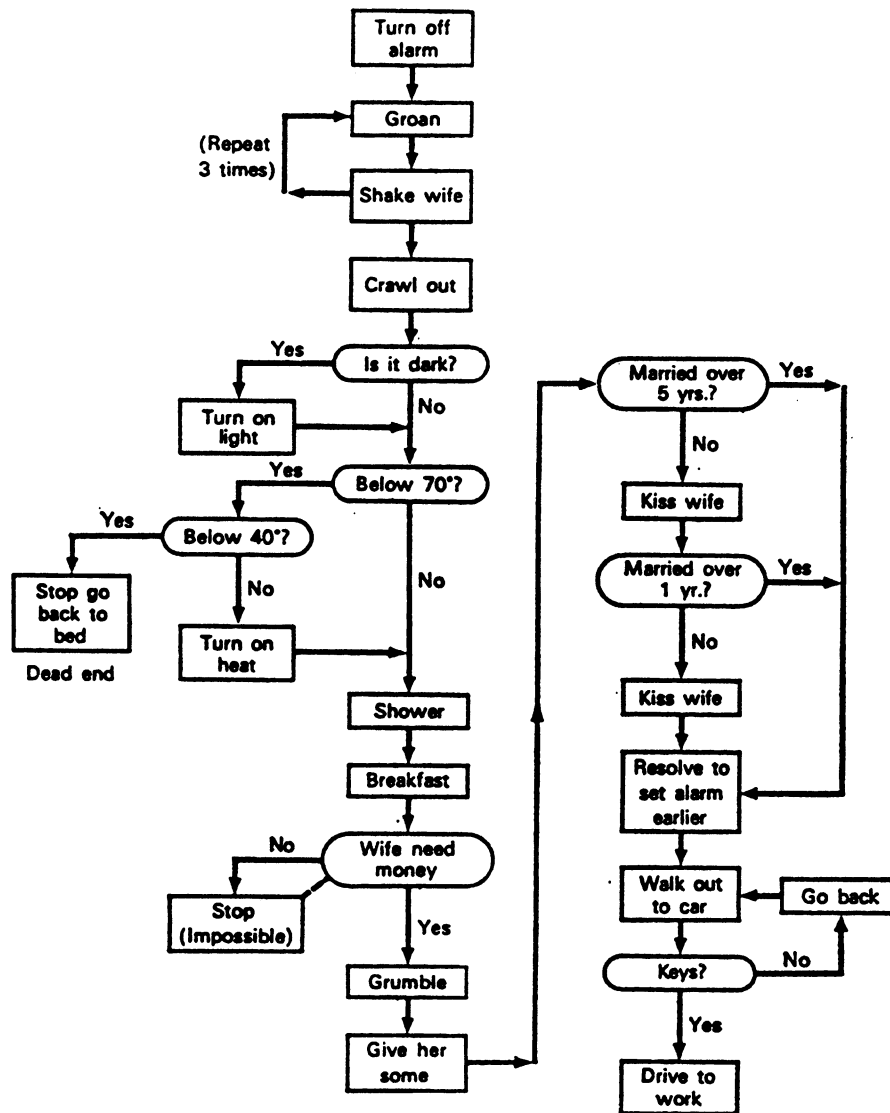 Turn off
alarm
Groan
(Repeat
3 times)
Shake wife
Crawl out
Yes
Is it dark?
No
Turn on
light
Yes
Below 70°?
Yes
Below 40°?
No
No
Stop go
back to
bed
Dead end
Turn on
heat
Shower
Breakfast
No
Wife need
money
Stop
(Impossible)
Yes
Grumble
Give her
some
Married over
5 yrs.?
Yes
No
Kiss wife
Married over
1 yr.?
Yes
No
Kiss wife
Resolve to
set alarm
earlier
Walk out
to car
Go back
Keys?
No
Yes
Drive to
work